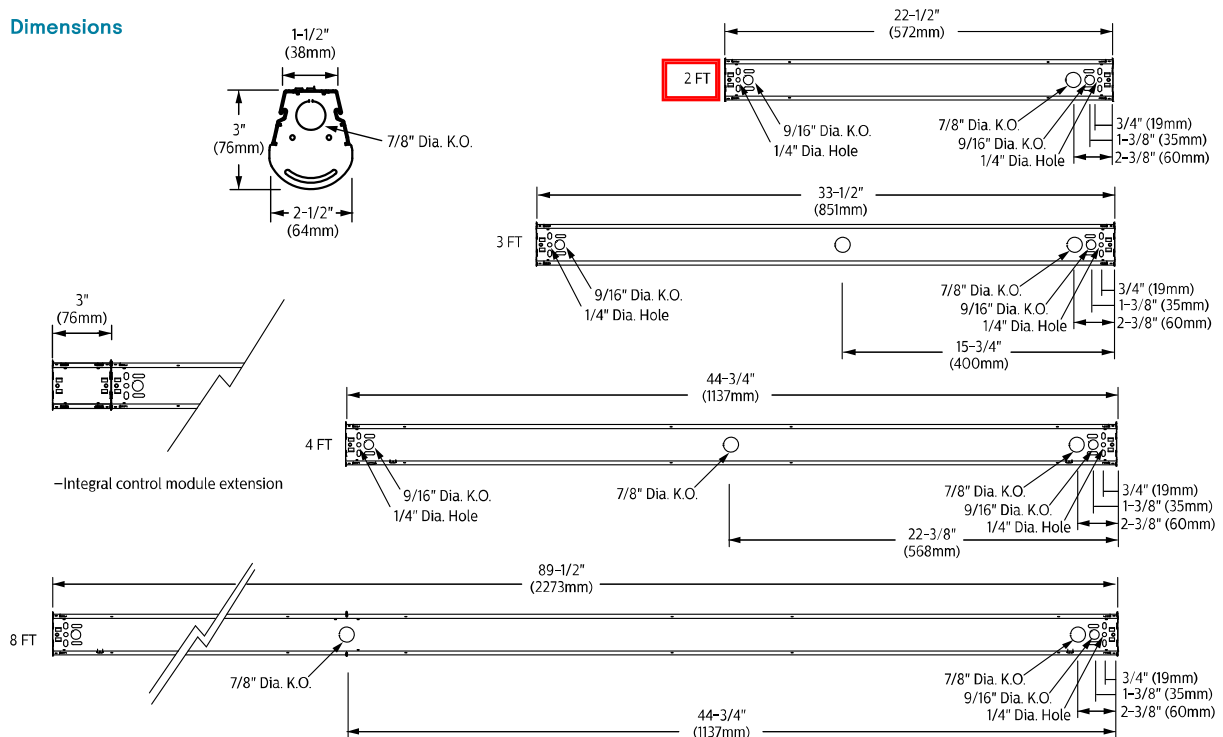 Dimensions
1-1/2"
(38mm)
3"
(76mm)
7/8" Dia. K.O.
2-1/2"
(64mm)
22-1/2"
(572mm)
2 FT
9/16" Dia. K.O.
1/4" Dia. Hole
7/8" Dia. K.O.
9/16" Dia. K.O.
1/4" Dia. Hole
3/4" (19mm)
1-3/8" (35mm)
2-3/8" (60mm)
33-1/2"
(851mm)
3 FT
9/16" Dia. K.O.
1/4" Dia. Hole
7/8" Dia. K.O.
9/16" Dia. K.O.
1/4" Dia. Hole
3/4" (19mm)
1-3/8" (35mm)
2-3/8" (60mm)
15-3/4"
(400mm)
3"
(76mm)
-Integral control module extension
44-3/4"
(1137mm)
4 FT
9/16" Dia. K.O.
1/4" Dia. Hole
7/8" Dia. K.O.
7/8" Dia. K.O.
9/16" Dia. K.O.
1/4" Dia. Hole
3/4" (19mm)
1-3/8" (35mm)
2-3/8" (60mm)
22-3/8"
(568mm)
89-1/2"
(2273mm)
8 FT
7/8" Dia. K.O.
7/8" Dia. K.O.
9/16" Dia. K.O.
1/4" Dia. Hole
3/4" (19mm)
1-3/8" (35mm)
2-3/8" (60mm)
44-3/4"
(1137mm)